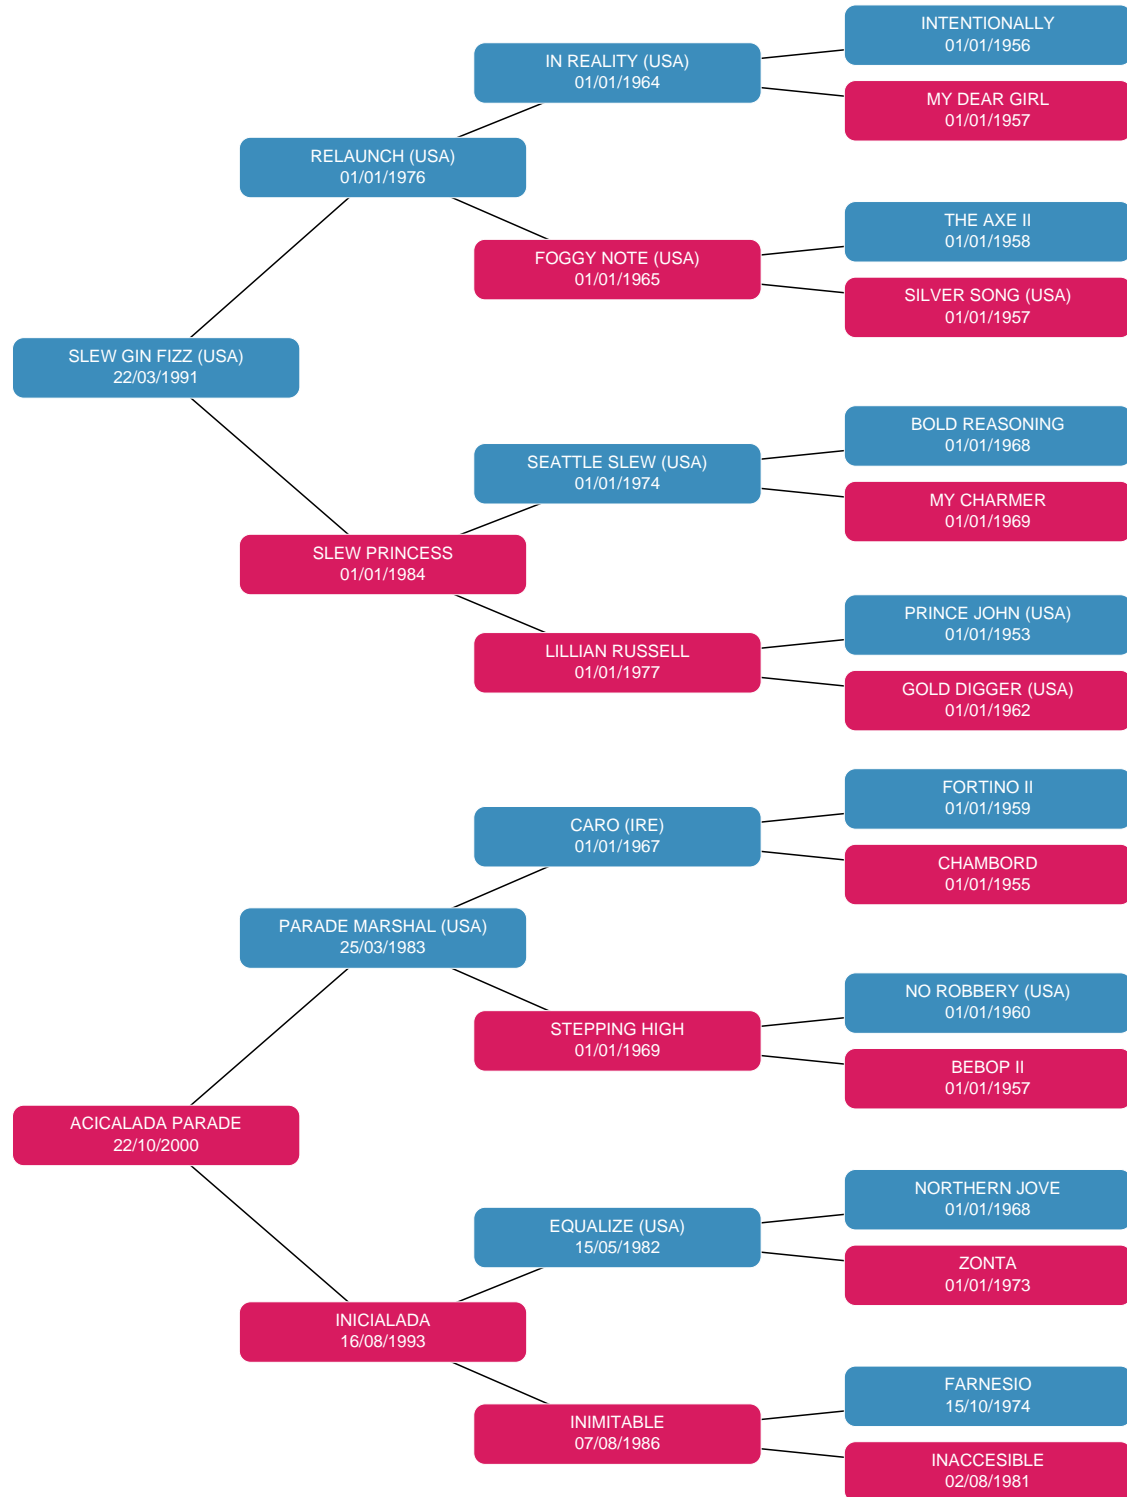 INTENTIONALLY
01/01/1956
IN REALITY (USA)
01/01/1964
MY DEAR GIRL
01/01/1957
RELAUNCH (USA)
01/01/1976
THE AXE II
01/01/1958
FOGGY NOTE (USA)
01/01/1965
SILVER SONG (USA)
01/01/1957
SLEW GIN FIZZ (USA)
22/03/1991
BOLD REASONING
01/01/1968
SEATTLE SLEW (USA)
01/01/1974
MY CHARMER
01/01/1969
SLEW PRINCESS
01/01/1984
PRINCE JOHN (USA)
01/01/1953
LILLIAN RUSSELL
01/01/1977
GOLD DIGGER (USA)
01/01/1962
FORTINO II
01/01/1959
CARO (IRE)
01/01/1967
CHAMBORD
01/01/1955
PARADE MARSHAL (USA)
25/03/1983
NO ROBBERY (USA)
01/01/1960
STEPPING HIGH
01/01/1969
BEBOP II
01/01/1957
ACICALADA PARADE
22/10/2000
NORTHERN JOVE
01/01/1968
EQUALIZE (USA)
15/05/1982
ZONTA
01/01/1973
INICIALADA
16/08/1993
FARNESIO
15/10/1974
INIMITABLE
07/08/1986
INACCESIBLE
02/08/1981